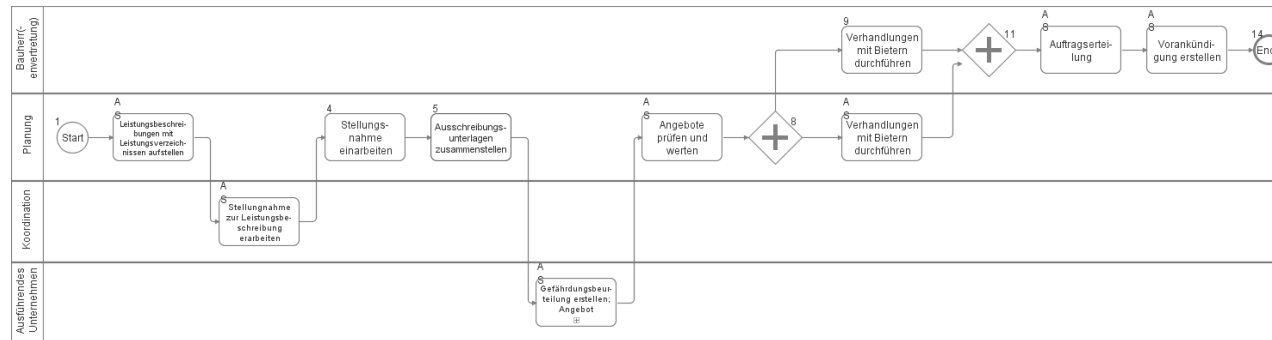 Bauherr(-
envertretung)
9
Verhandlungen
mit Bietern
durchführen
11
A
S
Auftragsertei-
lung
A
S
Vorankündi-
gung erstellen
14
End
Planung
1
Start
A
S
Leistungsbeschrei-
bungen mit
Leistungsverzeich-
nissen aufstellen
4
Stellungs-
nahme
einarbeiten
5
Ausschreibungs-
unterlagen
zusammenstellen
A
S
Angebote
prüfen und
werten
8
A
S
Verhandlungen
mit Bietern
durchführen
Koordination
A
S
Stellungnahme
zur Leistungsbe-
schreibung
erarbeiten
Ausführendes
Unternehmen
A
S
Gefährdungsbeur-
teilung erstellen;
Angebot